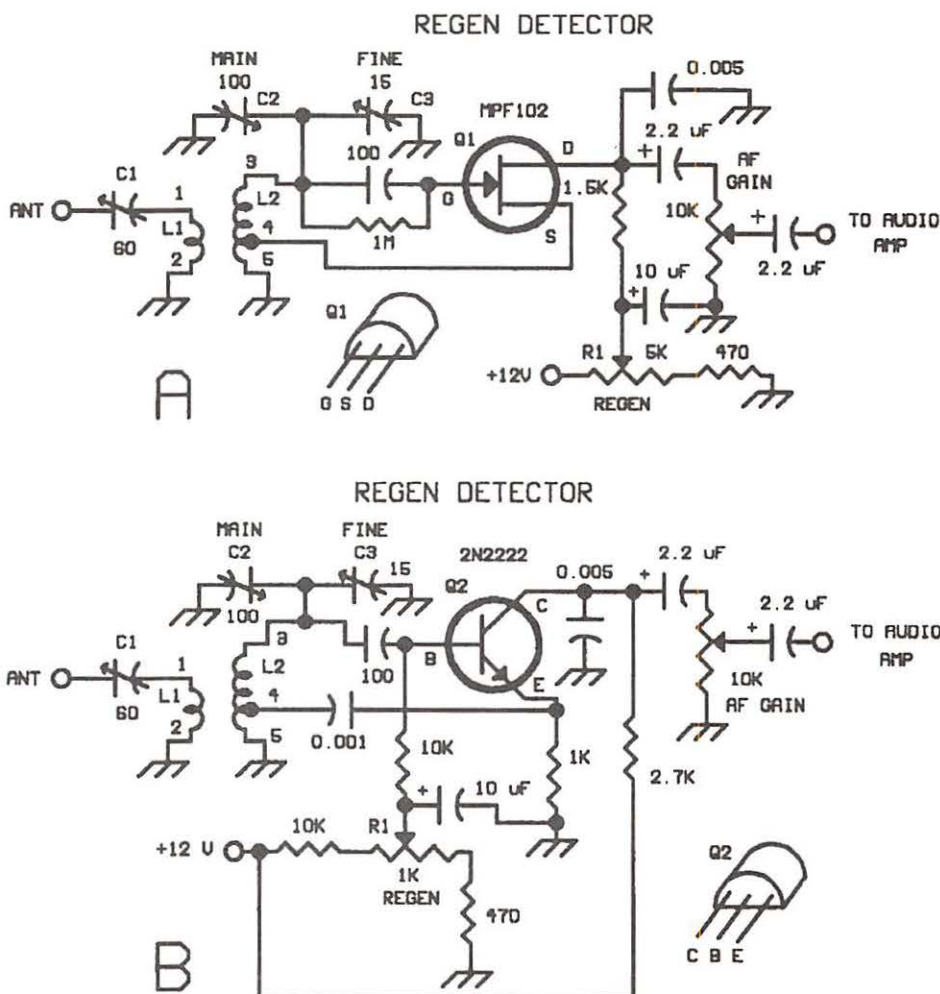 REGEN DETECTOR
MAIN
100
C2
FINE
15
C3
0.005
MPF102
Q1
D
2.2 uF
+
AF
GAIN
100
G
S
1.5K
10K
+
TO AUDIO
AMP
2.2 uF
ANT
C1
60
1
L1
2
3
L2
4
5
1M
10 uF
+
Q1
G S D
+12V
R1
5K
REGEN
470
A
REGEN DETECTOR
MAIN
C2
100
FINE
C3
15
2N2222
Q2
C
B
E
0.005
2.2 uF
+
2.2 uF
+
TO AUDIO
AMP
10K
AF GAIN
ANT
C1
60
1
L1
2
3
L2
4
5
100
0.001
10K
1K
2.7K
10 uF
+
+12 V
10K
R1
1K
REGEN
470
Q2
C B E
B